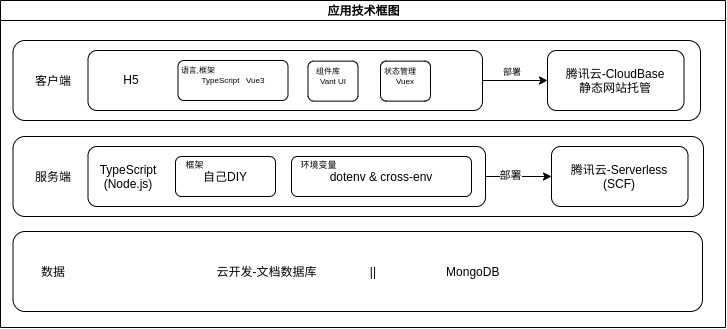 应用技术框图
客户端
H5
语言,框架
TypeScript Vue3
组件库
Vant UI
状态管理
Vuex
部署
腾讯云-CloudBase
静态网站托管
服务端
TypeScript
(Node.js)
框架
自己DIY
环境变量
dotenv & cross-env
部署
腾讯云-Serverless
(SCF)
数据
云开发-文档数据库
||
MongoDB